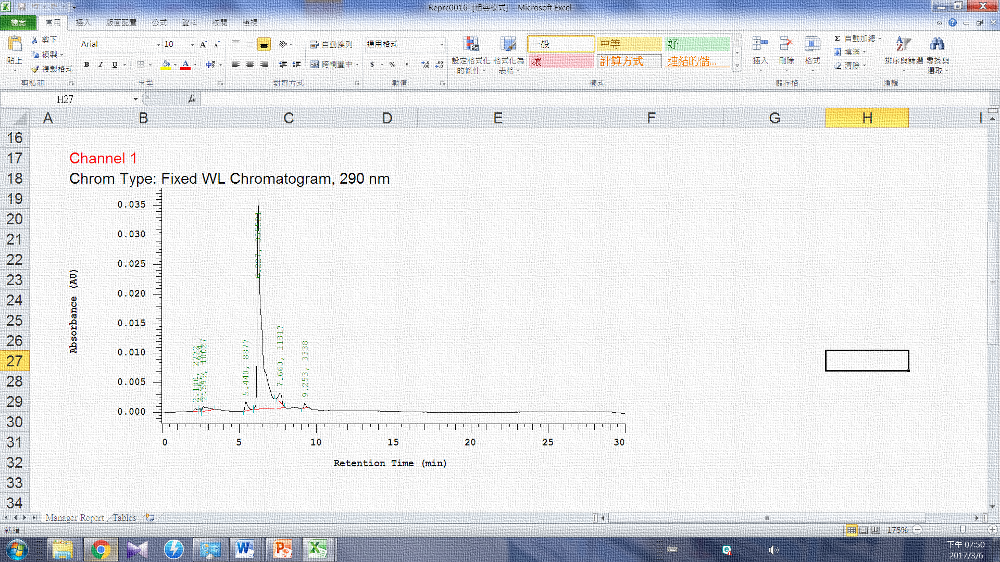 Reprc0016 [相容模式] - Microsoft Excel
檔案 常用 插入 版面配置 公式 資料 校閱 檢視
貼上 剪下 複製 複製格式 剪貼簿
Arial 10 B I U A 字型
自動換列 跨欄置中 對齊方式
通用格式 $ % , 數值
設定格式化的條件 格式化為表格 一般 中等 好 壞 計算方式 連結的儲... 樣式
插入 刪除 格式 儲存格
Σ 自動加總 填滿 清除 排序與篩選 尋找與選取 編輯
H27 fx
A B C D E F G H I
16
17 Channel 1
18 Chrom Type: Fixed WL Chromatogram, 290 nm
19
20
21
22
23
24
25
26
27
28
29
30
31
32
33
34
0.035
0.030
0.025
0.020
0.015
0.010
0.005
0.000
Absorbance (AU)
2.180, 2772
2.693, 10027
5.440, 8877
6.227, 355521
7.660, 11817
9.253, 3338
0 5 10 15 20 25 30
Retention Time (min)
Manager Report Tables
就緒 175%
下午 07:50
2017/3/6